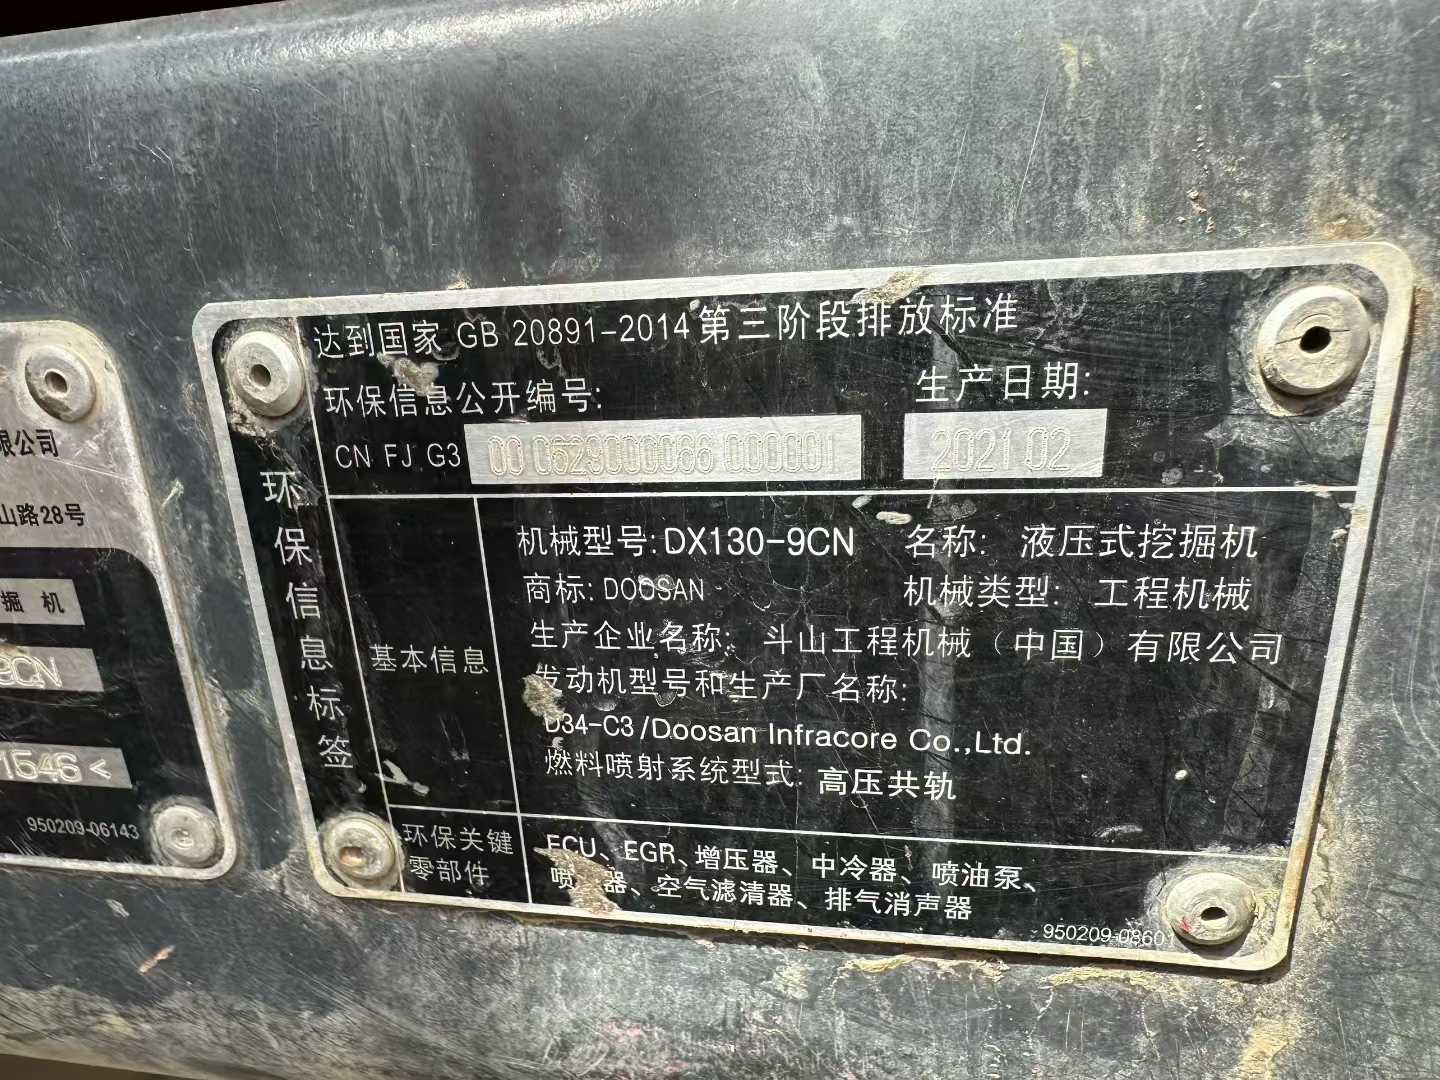 限公司
山路28号
掘 机
9CN
1546<
950209-06143
环保信息标签
达到国家 GB 20891-2014第三阶段排放标准
环保信息公开编号:
生产日期:
CN FJ G3 00 0629000066 000001
2021 02
基本信息
机械型号:DX130-9CN 名称: 液压式挖掘机
商标: DOOSAN 机械类型: 工程机械
生产企业名称: 斗山工程机械（中国）有限公司
发动机型号和生产厂名称:
D34-C3/Doosan Infracore Co.,Ltd.
燃料喷射系统型式: 高压共轨
环保关键
零部件
ECU、EGR、增压器、中冷器、喷油泵、
喷 器、空气滤清器、排气消声器
950209-08601